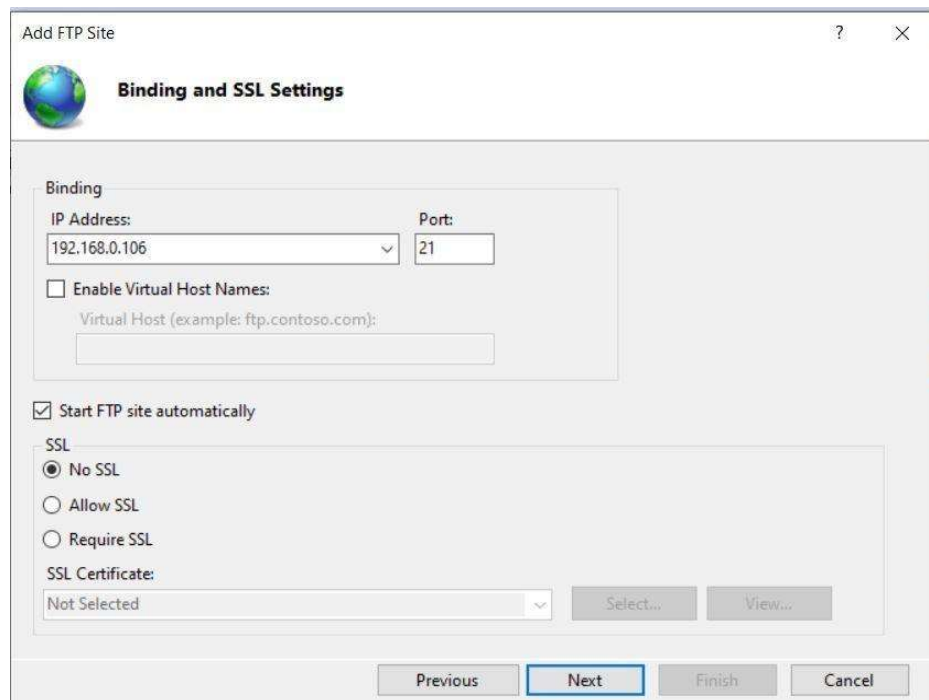 Add FTP Site ? ×
Binding and SSL Settings
Binding
IP Address: Port:
192.168.0.106 21
Enable Virtual Host Names:
Virtual Host (example: ftp.contoso.com):
Start FTP site automatically
SSL
No SSL
Allow SSL
Require SSL
SSL Certificate:
Not Selected Select... View...
Previous Next Finish Cancel